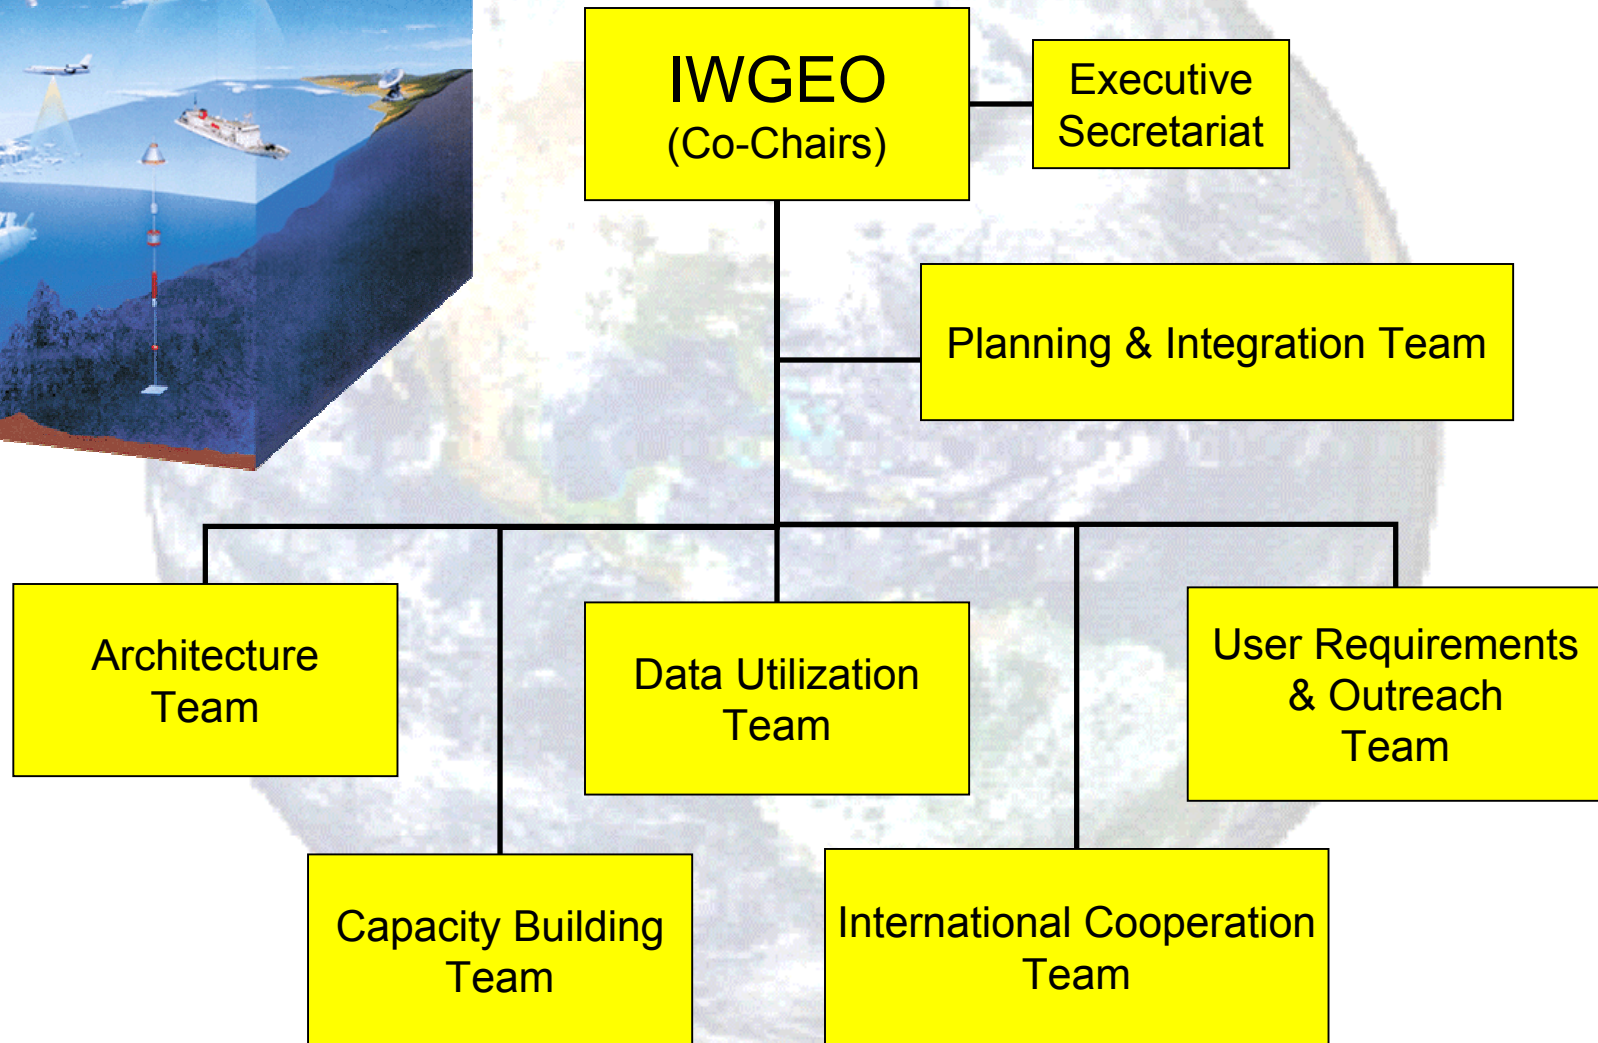 IWGEO
(Co-Chairs)
Executive
Secretariat
Planning & Integration Team
Architecture
Team
Data Utilization
Team
User Requirements
& Outreach
Team
Capacity Building
Team
International Cooperation
Team